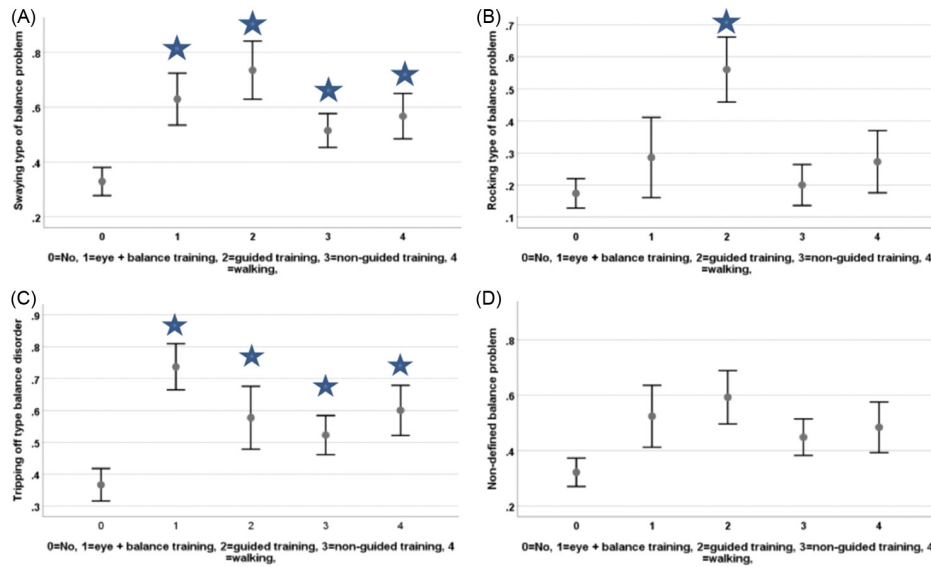 (A)
Swaying type of balance problem
.8
.6
.4
.2
0 1 2 3 4
0=No, 1=eye + balance training, 2=guided training, 3=non-guided training, 4
=walking,
(B)
Rocking type of balance problem
.7
.6
.5
.4
.3
.2
.1
0 1 2 3 4
0=No, 1=eye + balance training, 2=guided training, 3=non-guided training, 4
=walking,
(C)
Tripping off type balance disorder
.9
.8
.7
.6
.5
.4
.3
0 1 2 3 4
0=No, 1=eye + balance training, 2=guided training, 3=non-guided training, 4
=walking,
(D)
Non-defined balance problem
.8
.6
.4
.2
0 1 2 3 4
0=No, 1=eye + balance training, 2=guided training, 3=non-guided training, 4
=walking,